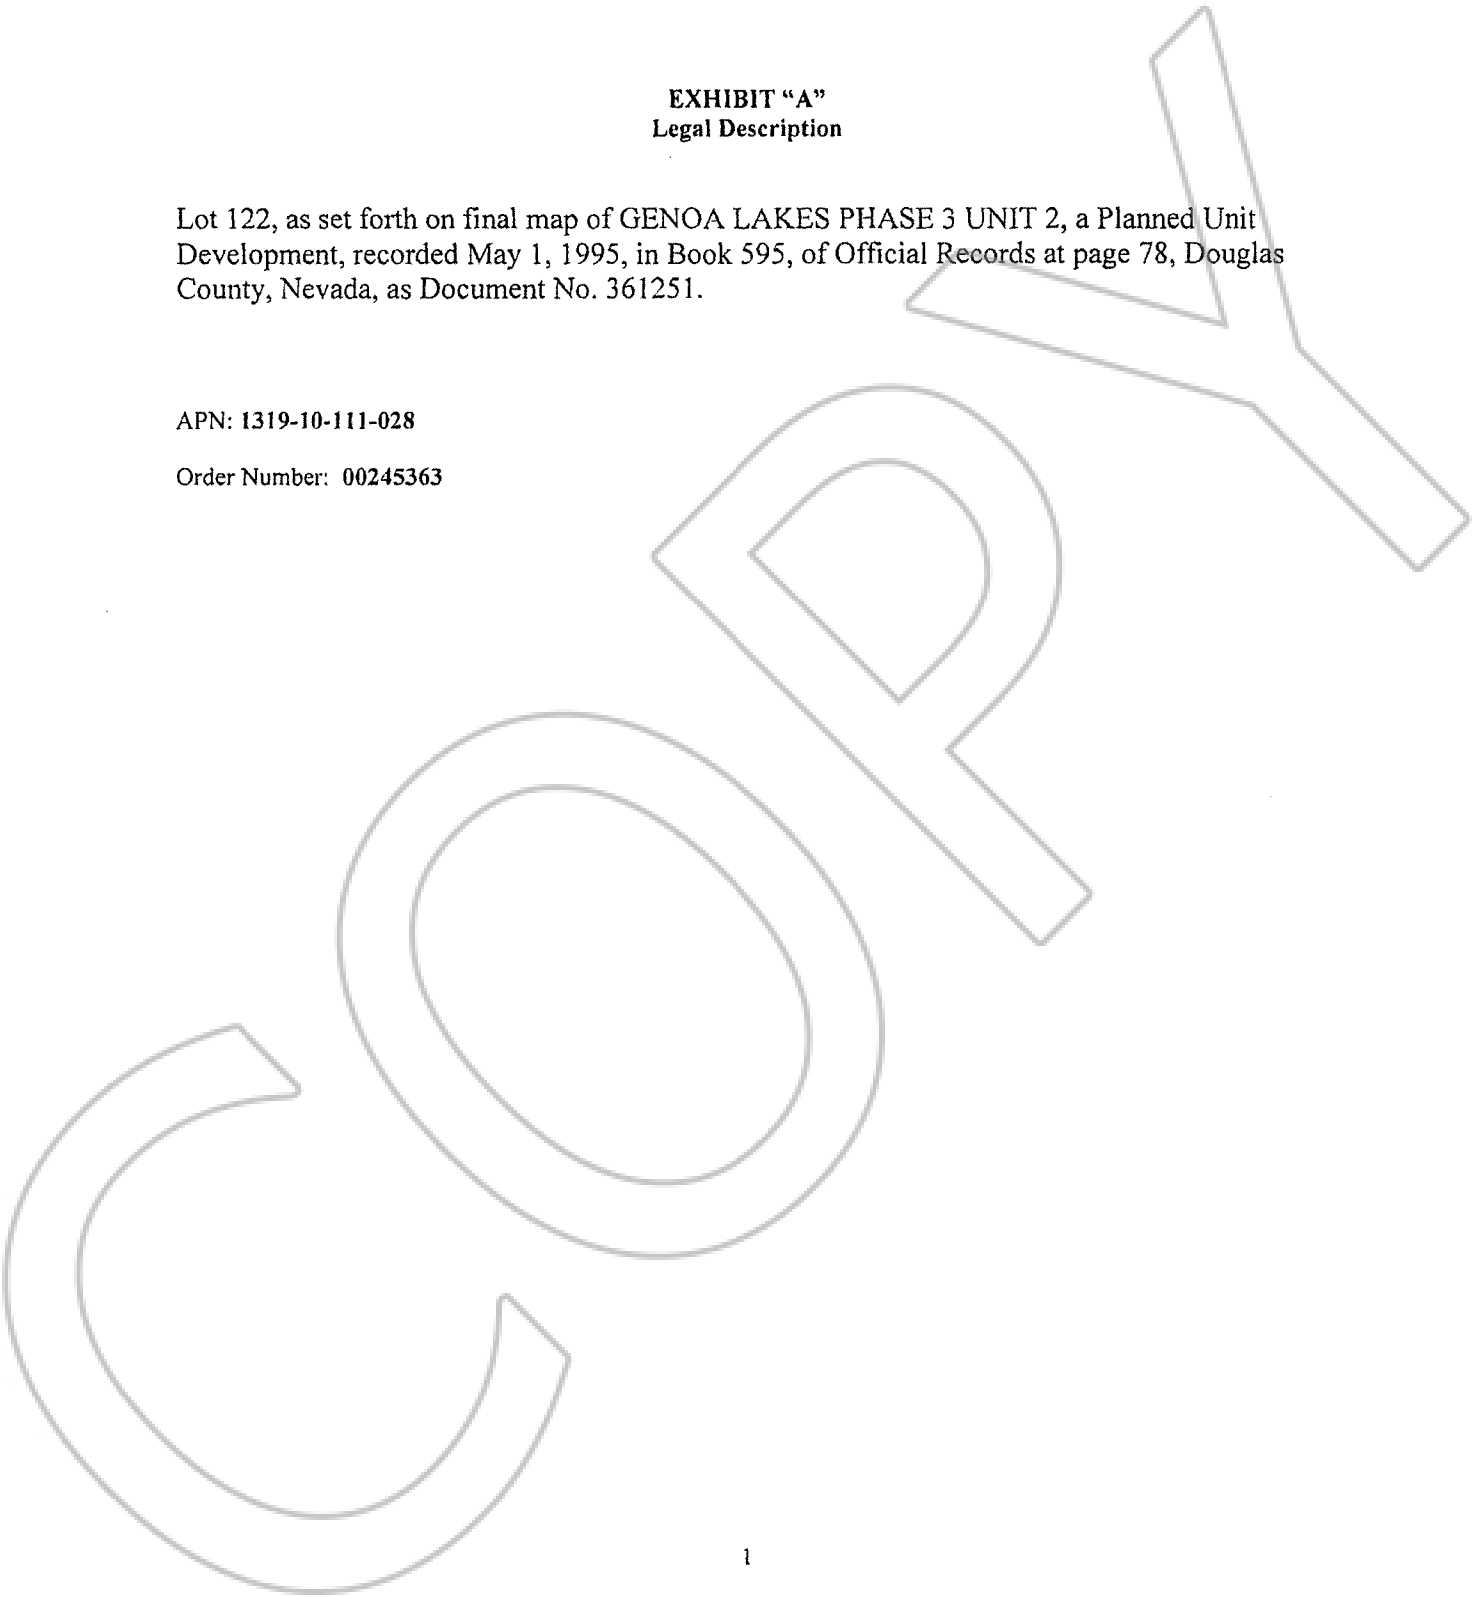 EXHIBIT “A”
Legal Description
Lot 122, as set forth on final map of GENOA LAKES PHASE 3 UNIT 2, a Planned Unit
Development, recorded May 1, 1995, in Book 595, of Official Records at page 78, Douglas
County, Nevada, as Document No. 361251.
APN: 1319-10-111-028
Order Number: 00245363
COPY
1